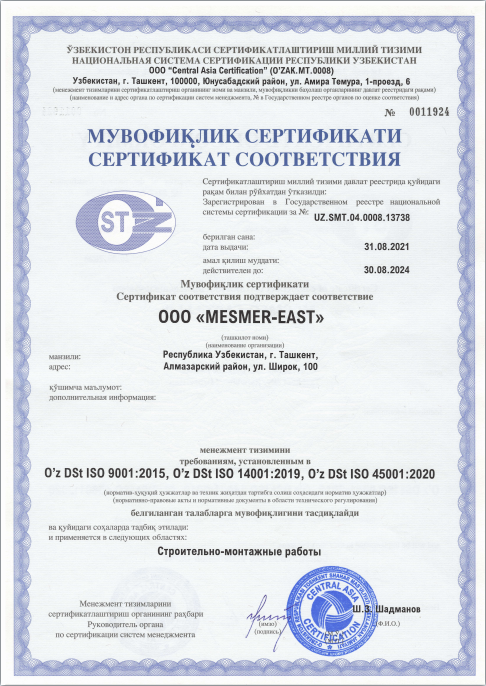 ЎЗБЕКИСТОН РЕСПУБЛИКАСИ СЕРТИФИКАТЛАШТИРИШ МИЛЛИЙ ТИЗИМИ
НАЦИОНАЛЬНАЯ СИСТЕМА СЕРТИФИКАЦИИ РЕСПУБЛИКИ УЗБЕКИСТАН
ООО "Central Asia Certification" (O'ZAK.MT.0008)
Узбекистан, г. Ташкент, 100000, Юнусабадский район, ул. Амира Темура, 1-проезд, 6
(менежмент тизимларини сертификатлаштириш органининг номи ва манзили, мувофиқликни баҳолаш органларининг давлат реестридаги рақами)
(наименование и адрес органа по сертификации систем менеджмента, № в Государственном реестре органов по оценке соответствия)
№ 0011924
МУВОФИҚЛИК СЕРТИФИКАТИ
СЕРТИФИКАТ СООТВЕТСТВИЯ
Сертификатлаштириш миллий тизими давлат реестрида қуйидаги
рақам билан рўйхатдан ўтказилди:
Зарегистрирован в Государственном реестре национальной
системы сертификации за №: UZ.SMT.04.0008.13738
ST
берилган сана:
дата выдачи: 31.08.2021
амал қилиш муддати:
действителен до: 30.08.2024
Мувофиқлик сертификати
Сертификат соответствия подтверждает соответствие
ООО «MESMER-EAST»
(ташкилот номи)
(наименование организации)
манзили: Республика Узбекистан, г. Ташкент,
адрес: Алмазарский район, ул. Широк, 100
қўшимча маълумот:
дополнительная информация:
менежмент тизимини
требованиям, установленным в
O'z DSt ISO 9001:2015, O'z DSt ISO 14001:2019, O'z DSt ISO 45001:2020
(норматив-ҳуқуқий ҳужжатлар ва техник жиҳатдан тартибга солиш соҳасидаги норматив ҳужжатлар)
(нормативно-правовые акты и нормативные документы в области технического регулирования)
белгиланган талабларга мувофиқлигини тасдиқлайди
ва қуйидаги соҳаларда тадбиқ этилади:
и применяется в следующих областях:
Строительно-монтажные работы
Менежмент тизимларини
сертификатлаштириш органининг раҳбари
Руководитель органа
по сертификации систем менеджмента
(имзо)
(подпись)
CENTRAL ASIA
CERTIFICATION
Ш.З. Шадманов
(Ф.И.О.)